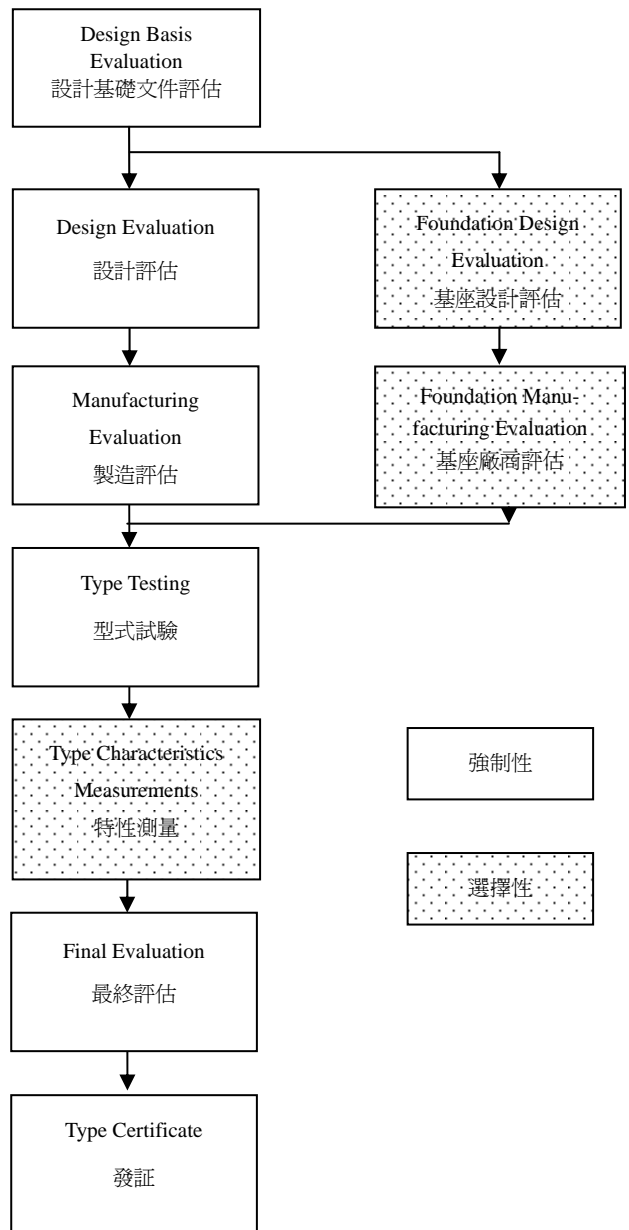 Design Basis
Evaluation
設計基礎文件評估
Design Evaluation
設計評估
Foundation Design
Evaluation
基座設計評估
Manufacturing
Evaluation
製造評估
Foundation Manu-
facturing Evaluation
基座廠商評估
Type Testing
型式試驗
Type Characteristics
Measurements
特性測量
強制性
選擇性
Final Evaluation
最終評估
Type Certificate
發証